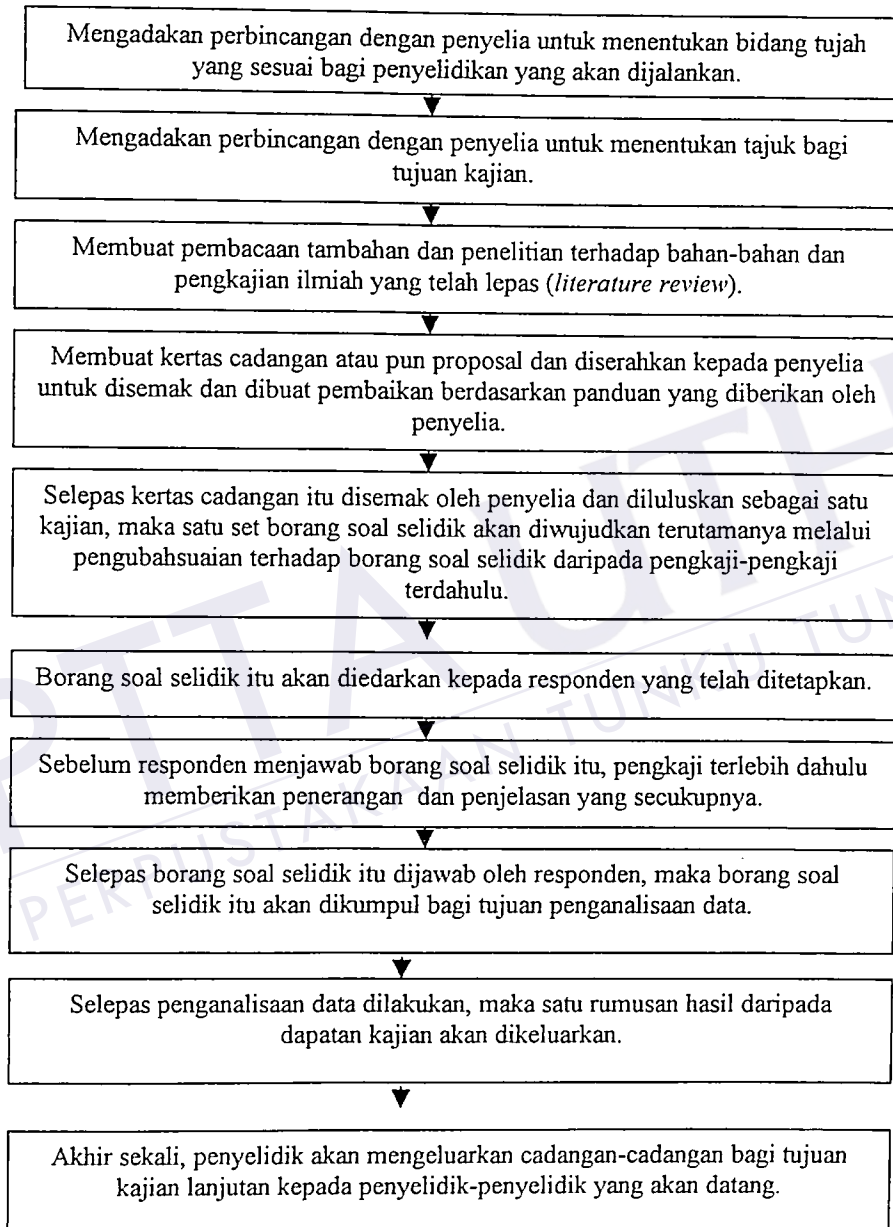 Mengadakan perbincangan dengan penyelia untuk menentukan bidang tujah
yang sesuai bagi penyelidikan yang akan dijalankan.
Mengadakan perbincangan dengan penyelia untuk menentukan tajuk bagi
tujuan kajian.
Membuat pembacaan tambahan dan penelitian terhadap bahan-bahan dan
pengkajian ilmiah yang telah lepas (literature review).
Membuat kertas cadangan atau pun proposal dan diserahkan kepada penyelia
untuk disemak dan dibuat pembaikan berdasarkan panduan yang diberikan oleh
penyelia.
Selepas kertas cadangan itu disemak oleh penyelia dan diluluskan sebagai satu
kajian, maka satu set borang soal selidik akan diwujudkan terutamanya melalui
pengubahsuaian terhadap borang soal selidik daripada pengkaji-pengkaji
terdahulu.
Borang soal selidik itu akan diedarkan kepada responden yang telah ditetapkan.
Sebelum responden menjawab borang soal selidik itu, pengkaji terlebih dahulu
memberikan penerangan dan penjelasan yang secukupnya.
Selepas borang soal selidik itu dijawab oleh responden, maka borang soal
selidik itu akan dikumpul bagi tujuan penganalisaan data.
Selepas penganalisaan data dilakukan, maka satu rumusan hasil daripada
dapatan kajian akan dikeluarkan.
Akhir sekali, penyelidik akan mengeluarkan cadangan-cadangan bagi tujuan
kajian lanjutan kepada penyelidik-penyelidik yang akan datang.
PTTA UTH
PERPUSTAKAAN TUNKU TUN